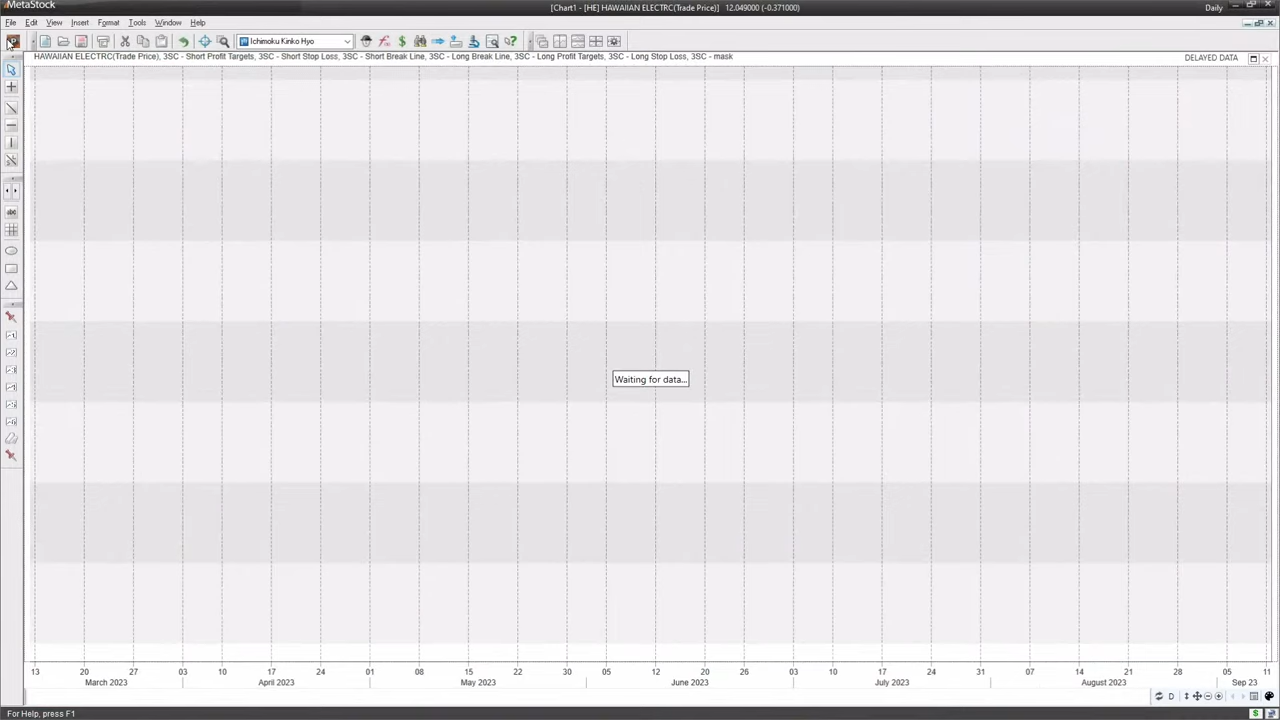 MetaStock
[Chart1 - [HE] HAWAIIAN ELECTRC(Trade Price)] 12.049000 (-0.371000)
Daily
File Edit View Insert Format Tools Window Help
Ichimoku Kinko Hyo
HAWAIIAN ELECTRC(Trade Price), 3SC - Short Profit Targets, 3SC - Short Stop Loss, 3SC - Short Break Line, 3SC - Long Break Line, 3SC - Long Profit Targets, 3SC - Long Stop Loss, 3SC - mask
DELAYED DATA
abc
Waiting for data...
13 20 27 03 10 17 24 01 08 15 22 30 05 12 20 26 03 10 17 24 31 07 14 21 28 05 11
March 2023 April 2023 May 2023 June 2023 July 2023 August 2023 Sep 23
D
For Help, press F1